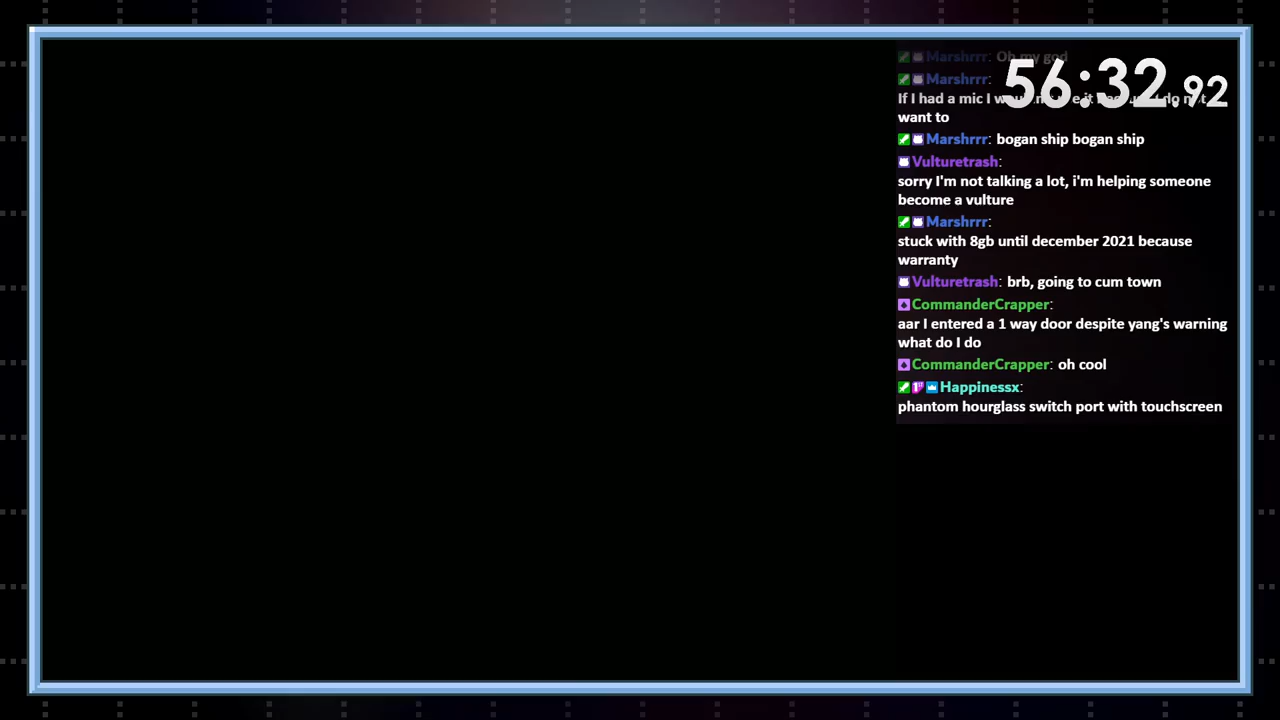 Marshrrr: Oh my god
56:32.92
Marshrrr:
If I had a mic I do
want to
Marshrrr: bogan ship bogan ship
Vulturetrash:
sorry I'm not talking a lot, i'm helping someone
become a vulture
Marshrrr:
stuck with 8gb until december 2021 because
warranty
Vulturetrash: brb, going to cum town
CommanderCrapper:
aar I entered a 1 way door despite yang's warning
what do I do
CommanderCrapper: oh cool
Happinessx:
phantom hourglass switch port with touchscreen